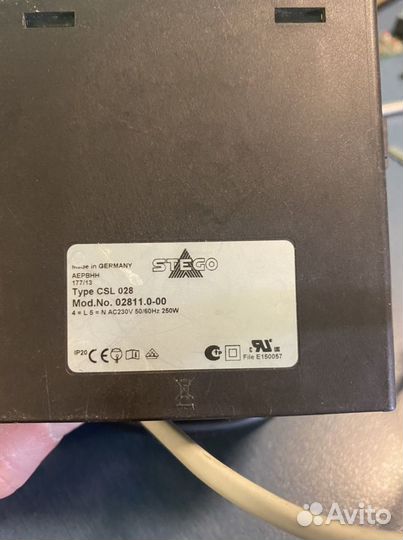 Made in GERMANY
AEPBHH
177/13
STEGO
Type CSL 028
Mod.No. 02811.0-00
4 = L 5 = N AC230V 50/60Hz 250W
IP20 CE
File E150057
Avito